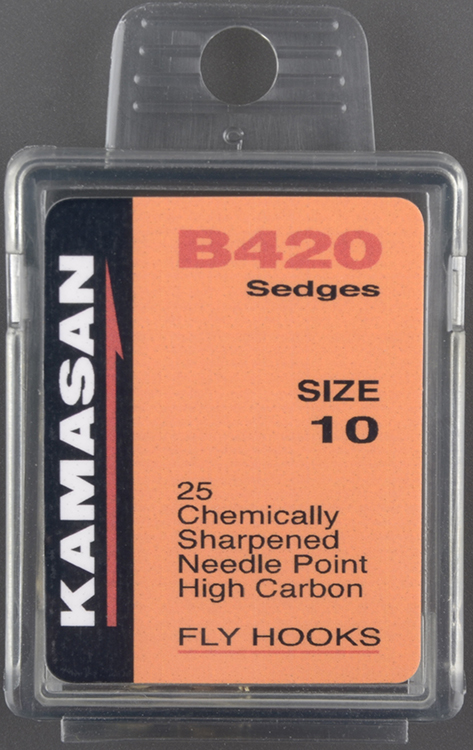 KAMASAN
B420
Sedges
SIZE
10
25
Chemically
Sharpened
Needle Point
High Carbon
FLY HOOKS